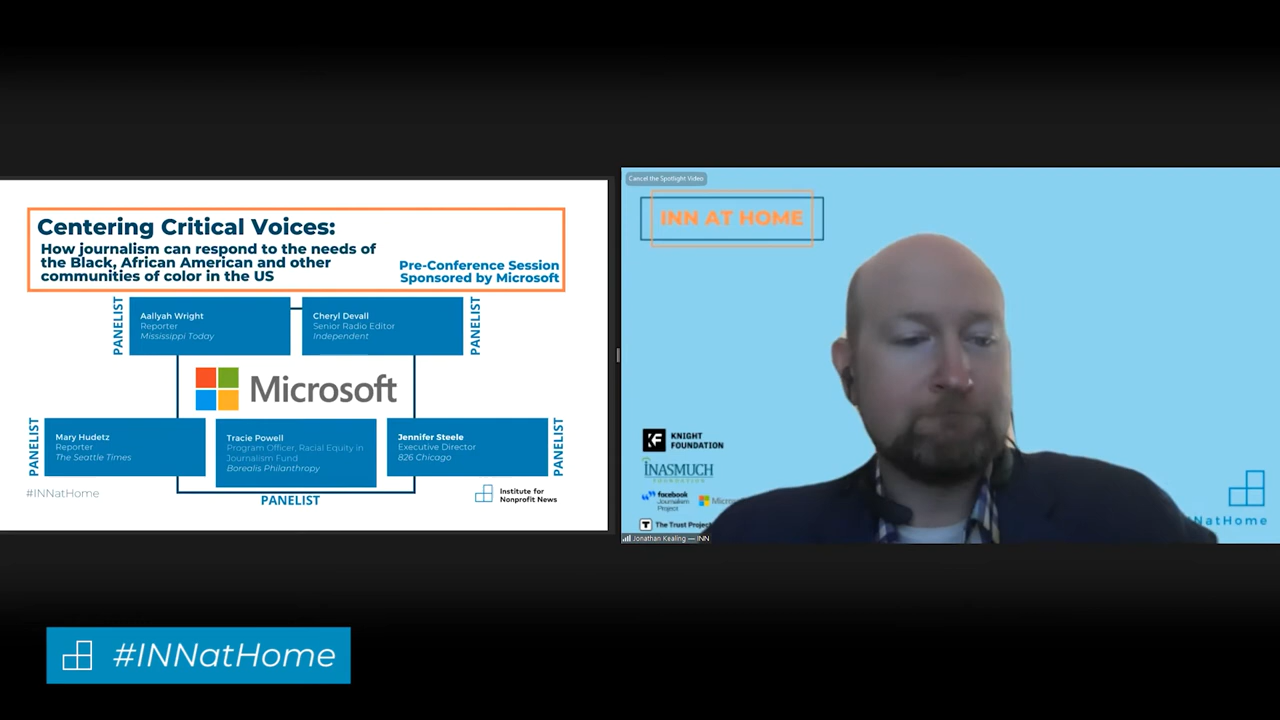 Centering Critical Voices:
How journalism can respond to the needs of
the Black, African American and other
communities of color in the US
Pre-Conference Session
Sponsored by Microsoft
PANELIST
Aallyah Wright
Reporter
Mississippi Today
Cheryl Devall
Senior Radio Editor
Independent
PANELIST
Microsoft
PANELIST
Mary Hudetz
Reporter
The Seattle Times
Tracie Powell
Program Officer, Racial Equity in
Journalism Fund
Borealis Philanthropy
Jennifer Steele
Executive Director
826 Chicago
PANELIST
#INNatHome
PANELIST
Institute for
Nonprofit News
Cancel the Spotlight Video
INN AT HOME
KNIGHT
FOUNDATION
INASMUCH
FOUNDATION
facebook
Journalism
Project
Micros
The Trust Project
NatHome
Jonathan Kealing — INN
#INNatHome